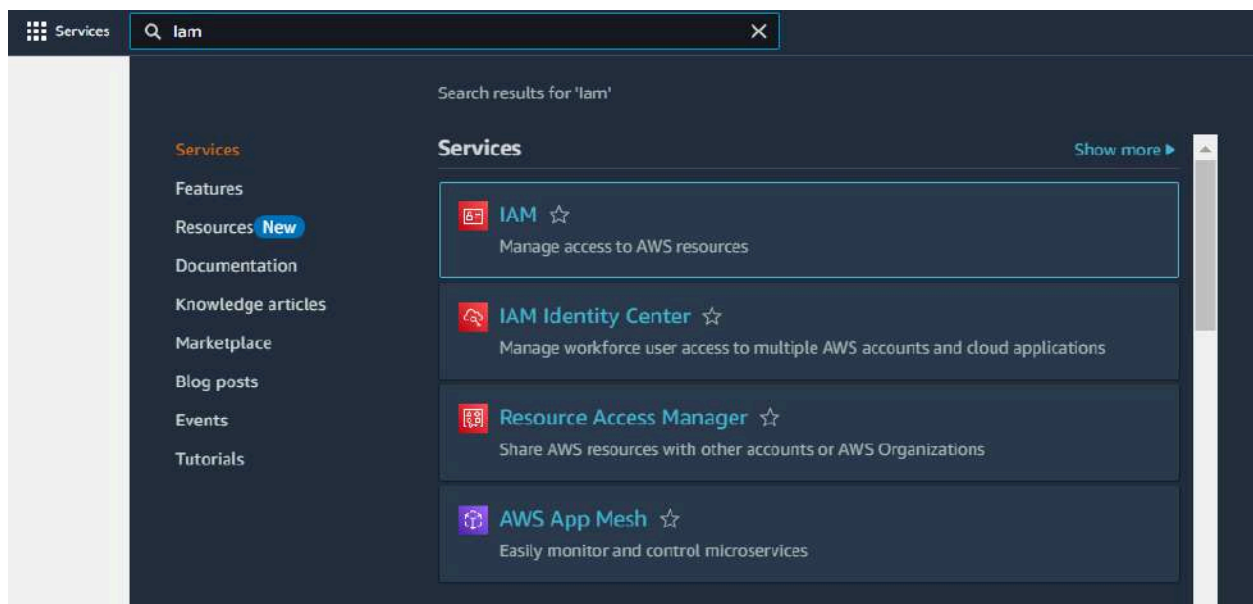 Services
Iam
Search results for 'Iam'
Services
Features
Resources New
Documentation
Knowledge articles
Marketplace
Blog posts
Events
Tutorials
Services
Show more
IAM
Manage access to AWS resources
IAM Identity Center
Manage workforce user access to multiple AWS accounts and cloud applications
Resource Access Manager
Share AWS resources with other accounts or AWS Organizations
AWS App Mesh
Easily monitor and control microservices